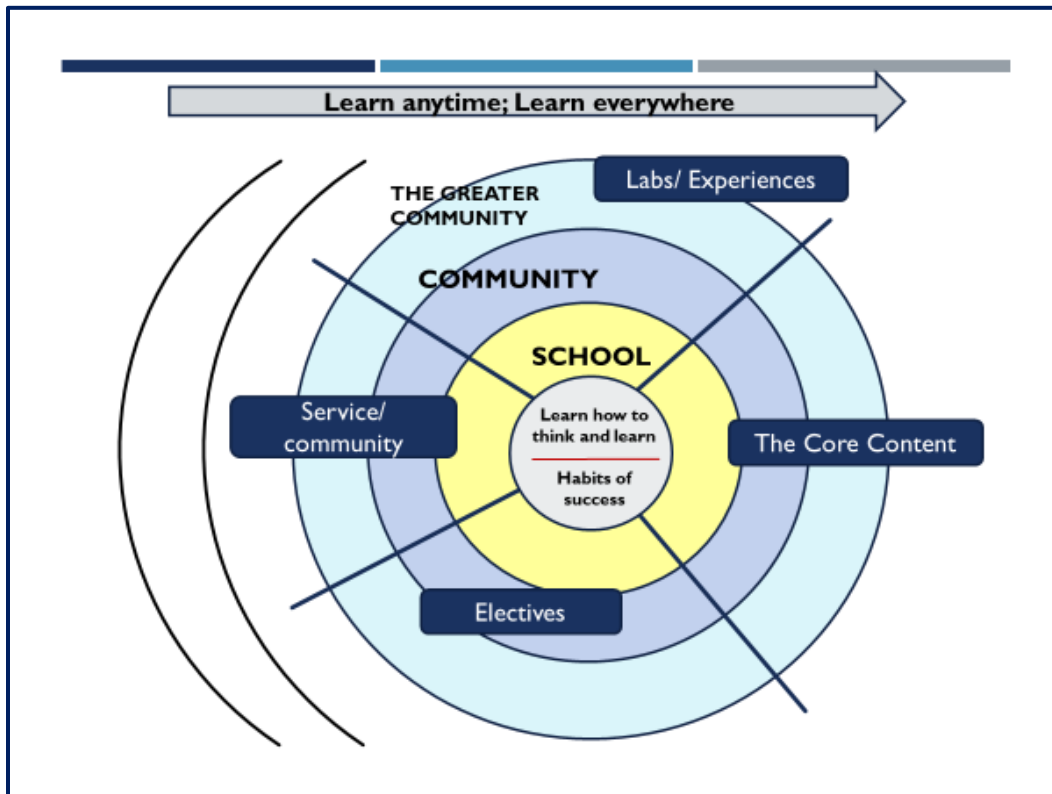 Learn anytime; Learn everywhere
Labs/ Experiences
THE GREATER
COMMUNITY
COMMUNITY
SCHOOL
Service/
community
Learn how to
think and learn
Habits of
success
The Core Content
Electives